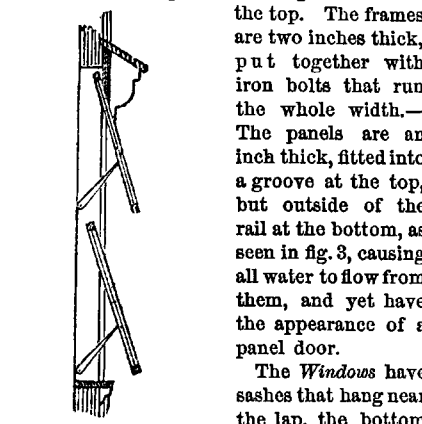 the top. The frames
are two inches thick,
put together with
iron bolts that run
the whole width.—
The panels are an
inch thick, fitted into
a groove at the top,
but outside of the
rail at the bottom, as
seen in fig. 3, causing
all water to flow from
them, and yet have
the appearance of a
panel door.
The Windows have
sashes that hang near
the lap, the bottom